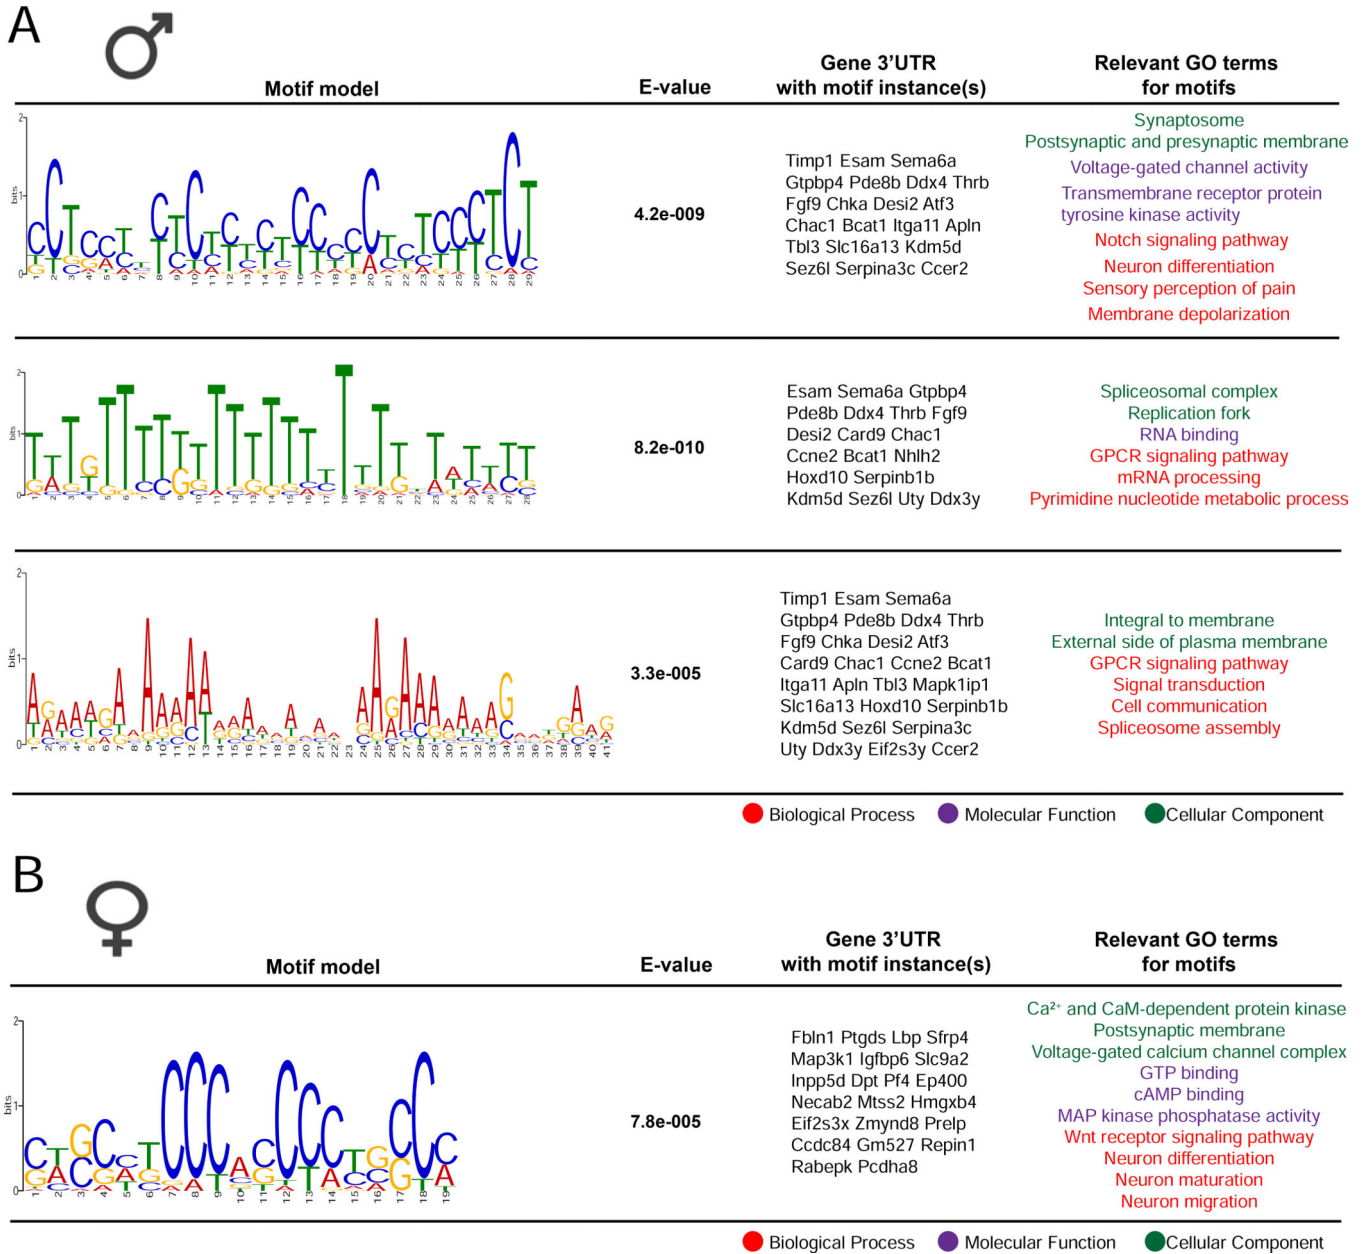 A
Motif model
E-value
Gene 3'UTR
with motif instance(s)
Relevant GO terms
for motifs
4.2e-009
Timp1 Esam Sema6a
Gtpbp4 Pde8b Ddx4 Thrb
Fgf9 Chka Desi2 Atf3
Chac1 Bcat1 Itga11 Apln
Tbl3 Slc16a13 Kdm5d
Sez6l Serpina3c Ccer2
Synaptosome
Postsynaptic and presynaptic membrane
Voltage-gated channel activity
Transmembrane receptor protein
tyrosine kinase activity
Notch signaling pathway
Neuron differentiation
Sensory perception of pain
Membrane depolarization
8.2e-010
Esam Sema6a Gtpbp4
Pde8b Ddx4 Thrb Fgf9
Desi2 Card9 Chac1
Ccne2 Bcat1 Nhlh2
Hoxd10 Serpinb1b
Kdm5d Sez6l Uty Ddx3y
Spliceosomal complex
Replication fork
RNA binding
GPCR signaling pathway
mRNA processing
Pyrimidine nucleotide metabolic process
3.3e-005
Timp1 Esam Sema6a
Gtpbp4 Pde8b Ddx4 Thrb
Fgf9 Chka Desi2 Atf3
Card9 Chac1 Ccne2 Bcat1
Itga11 Apln Tbl3 Mapk1ip1
Slc16a13 Hoxd10 Serpinb1b
Kdm5d Sez6l Serpina3c
Uty Ddx3y Eif2s3y Ccer2
Integral to membrane
External side of plasma membrane
GPCR signaling pathway
Signal transduction
Cell communication
Spliceosome assembly
Biological Process Molecular Function Cellular Component
B
Motif model
E-value
Gene 3'UTR
with motif instance(s)
Relevant GO terms
for motifs
7.8e-005
Fbln1 Ptgds Lbp Sfrp4
Map3k1 Igfbp6 Slc9a2
Inpp5d Dpt Pf4 Ep400
Necab2 Mtss2 Hmgxb4
Eif2s3x Zmynd8 Prelp
Ccdc84 Gm527 Repin1
Rabepk Pcdha8
Ca²⁺ and CaM-dependent protein kinase
Postsynaptic membrane
Voltage-gated calcium channel complex
GTP binding
cAMP binding
MAP kinase phosphatase activity
Wnt receptor signaling pathway
Neuron differentiation
Neuron maturation
Neuron migration
Biological Process Molecular Function Cellular Component